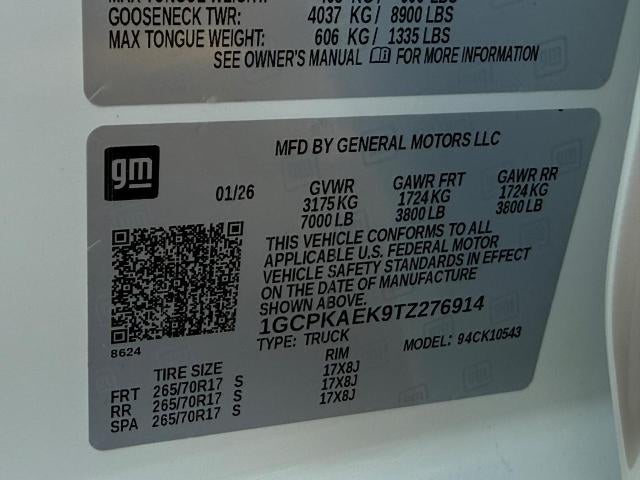 GOOSENECK TWR: 4037 KG / 8900 LBS
MAX TONGUE WEIGHT: 606 KG / 1335 LBS
SEE OWNER'S MANUAL FOR MORE INFORMATION
gm
MFD BY GENERAL MOTORS LLC
01/26 GVWR GAWR FRT GAWR RR
3175 KG 1724 KG 1724 KG
7000 LB 3800 LB 3800 LB
THIS VEHICLE CONFORMS TO ALL
APPLICABLE U.S. FEDERAL MOTOR
VEHICLE SAFETY STANDARDS IN EFFECT
ON THE DATE OF MANUFACTURE
SHOWN ABOVE.
1GCPKAEK9TZ276914
TYPE: TRUCK MODEL: 94CK10543
8624
TIRE SIZE RIM
FRT 265/70R17 S 17X8J
RR 265/70R17 S 17X8J
SPA 265/70R17 S 17X8J